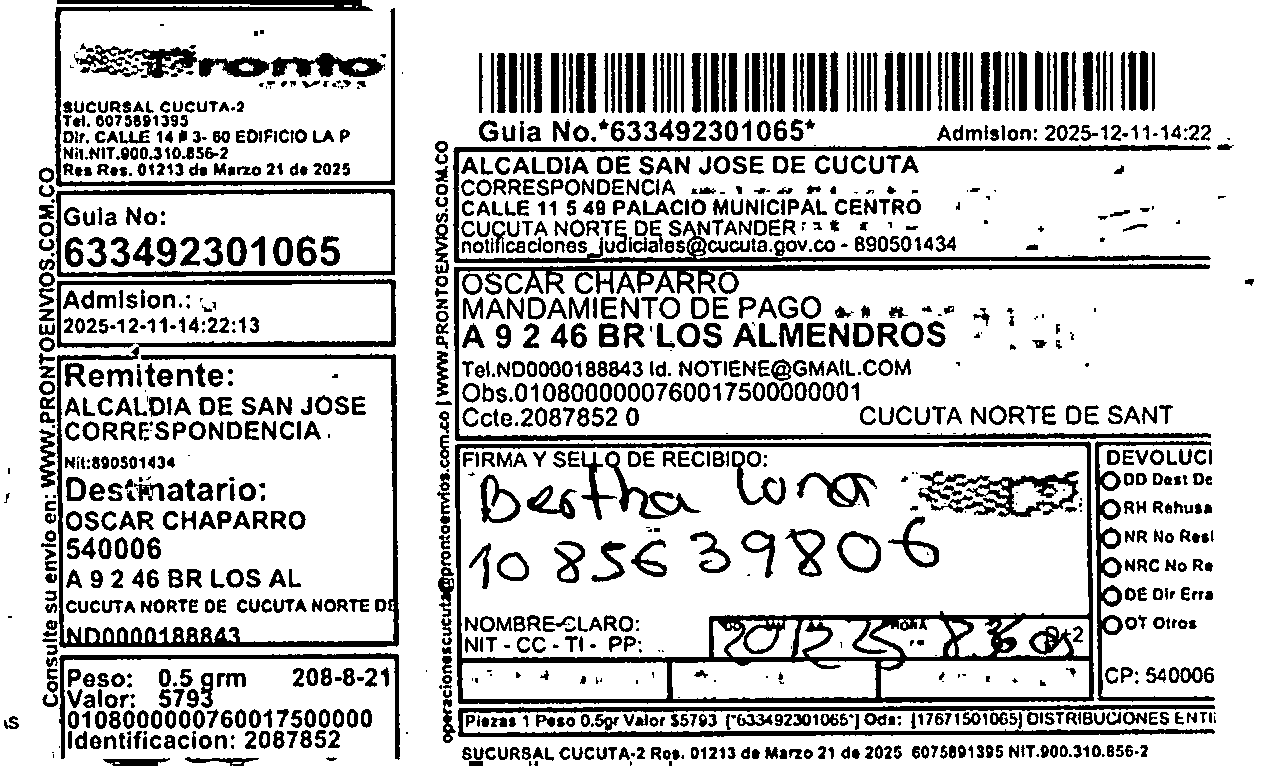 Pronto
envios
SUCURSAL CUCUTA-2
Tel. 6075891395
Dir. CALLE 14 # 3- 60 EDIFICIO LA P
Nit.NIT.900.310.856-2
Res Res. 01213 de Marzo 21 de 2025
Guia No:
633492301065
Admision.:
2025-12-11-14:22:13
Remitente:
ALCALDIA DE SAN JOSE
CORRESPONDENCIA
Nit:890501434
Destinatario:
OSCAR CHAPARRO
540006
A 9 2 46 BR LOS AL
CUCUTA NORTE DE CUCUTA NORTE DE
ND0000188843
Peso: 0.5 grm 208-8-21
Valor: 5793
01080000000760017500000
Identificacion: 2087852
Consulte su envio en: WWW.PRONTOENVIOS.COM.CO
Guia No.*633492301065* Admision: 2025-12-11-14:22
ALCALDIA DE SAN JOSE DE CUCUTA
CORRESPONDENCIA
CALLE 11 5 49 PALACIO MUNICIPAL CENTRO
CUCUTA NORTE DE SANTANDER
notificaciones_judiciales@cucuta.gov.co - 890501434
OSCAR CHAPARRO
MANDAMIENTO DE PAGO
A 9 2 46 BR LOS ALMENDROS
Tel.ND0000188843 Id. NOTIENE@GMAIL.COM
Obs.01080000000760017500000001
Ccte.2087852 0 CUCUTA NORTE DE SANT
FIRMA Y SELLO DE RECIBIDO:
Bertha Luna
1085639806
NOMBRE-CLARO:
NIT - CC - TI - PP:
HORA
20 12 25 8:36
DEVOLUCI
DD Dest De
RH Rehusa
NR No Resi
NRC No Re
DE Dir Erra
OT Otros
CP: 540006
operacionescucuta@prontoenvios.com.co | WWW.PRONTOENVIOS.COM.CO
Piezas 1 Peso 0.5gr Valor $5793 [*633492301065*] Ods: [17671501065] DISTRIBUCIONES ENTI
SUCURSAL CUCUTA-2 Res. 01213 de Marzo 21 de 2025 6075891395 NIT.900.310.856-2